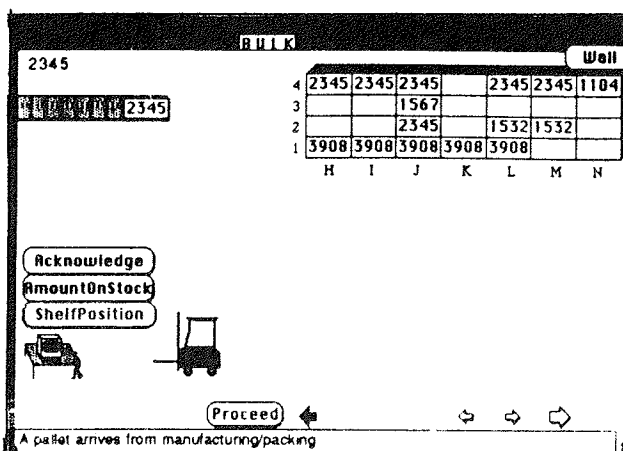 BULK
2345
Wall
4 2345 2345 2345 2345 2345 1104
2345
3 1567
2 2345 1532 1532
1 3908 3908 3908 3908 3908
H I J K L M N
Acknowledge
AmountOnStock
ShelfPosition
Proceed
A pallet arrives from manufacturing/packing